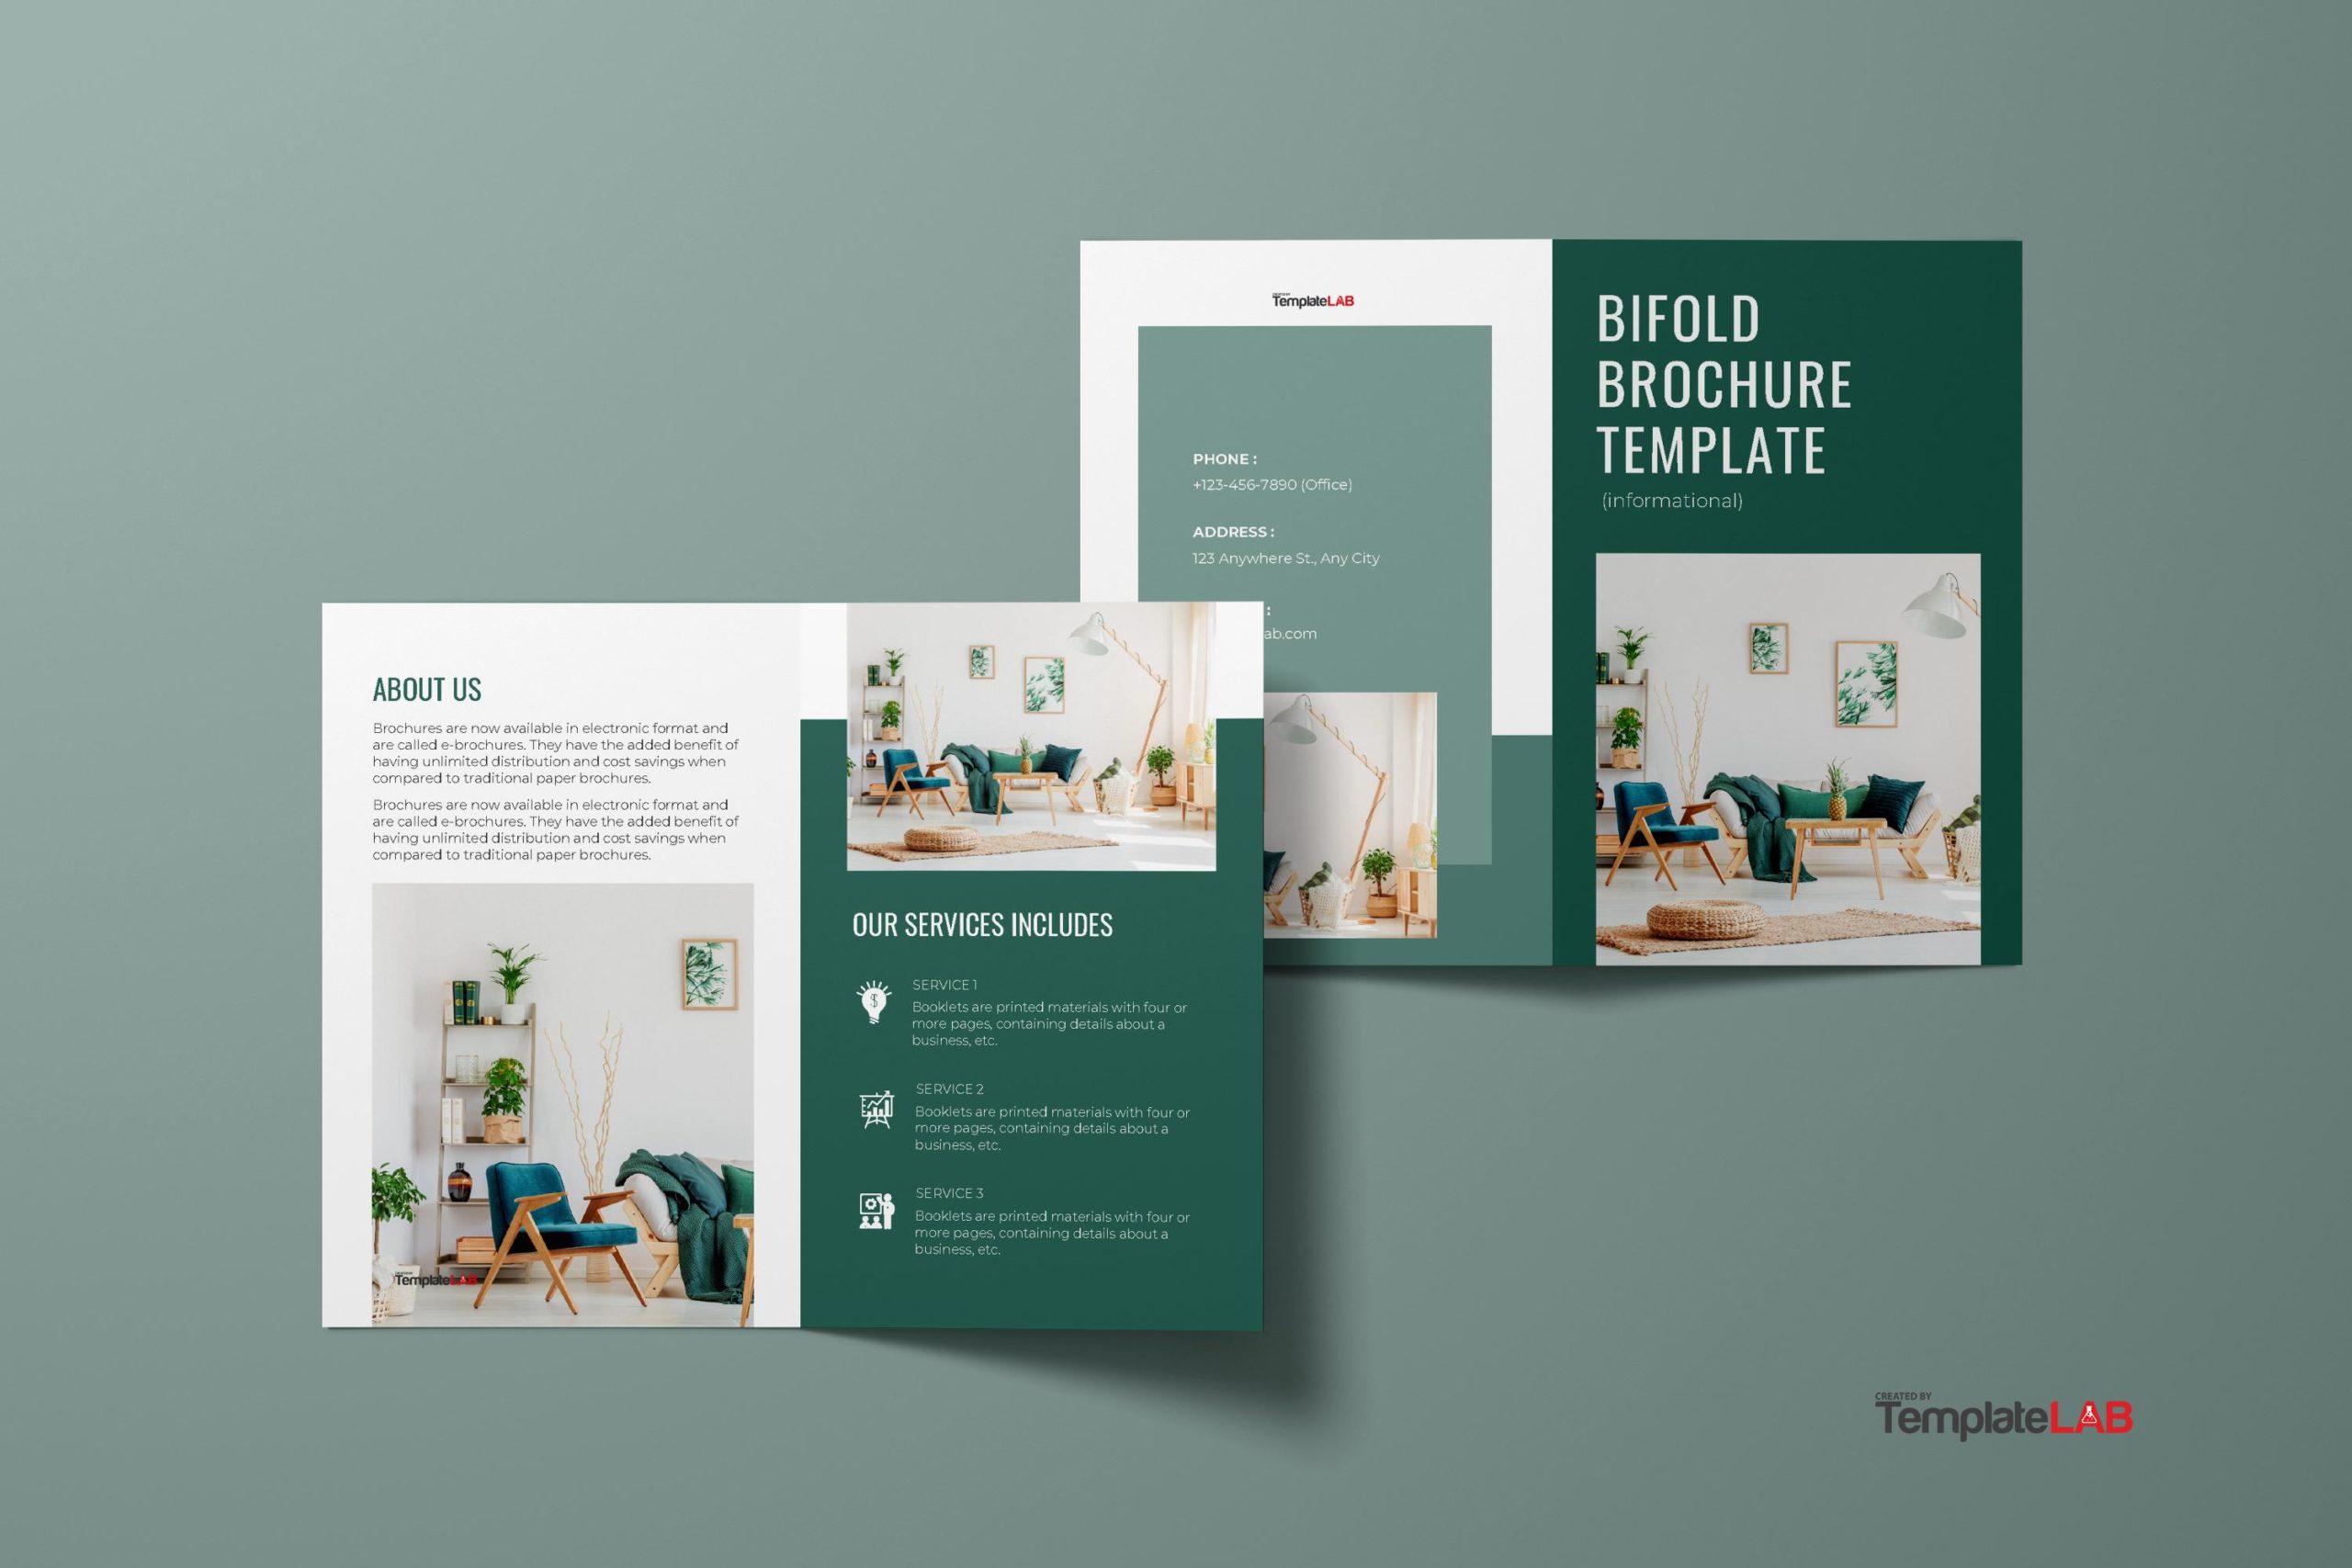 TemplateLAB
PHONE :
+123-456-7890 (Office)
ADDRESS :
123 Anywhere St., Any City
:
ab.com
BIFOLD
BROCHURE
TEMPLATE
(informational)
ABOUT US
Brochures are now available in electronic format and
are called e-brochures. They have the added benefit of
having unlimited distribution and cost savings when
compared to traditional paper brochures.
Brochures are now available in electronic format and
are called e-brochures. They have the added benefit of
having unlimited distribution and cost savings when
compared to traditional paper brochures.
TemplateLAB
OUR SERVICES INCLUDES
SERVICE 1
Booklets are printed materials with four or
more pages, containing details about a
business, etc.
SERVICE 2
Booklets are printed materials with four or
more pages, containing details about a
business, etc.
SERVICE 3
Booklets are printed materials with four or
more pages, containing details about a
business, etc.
CREATED BY
TemplateLAB